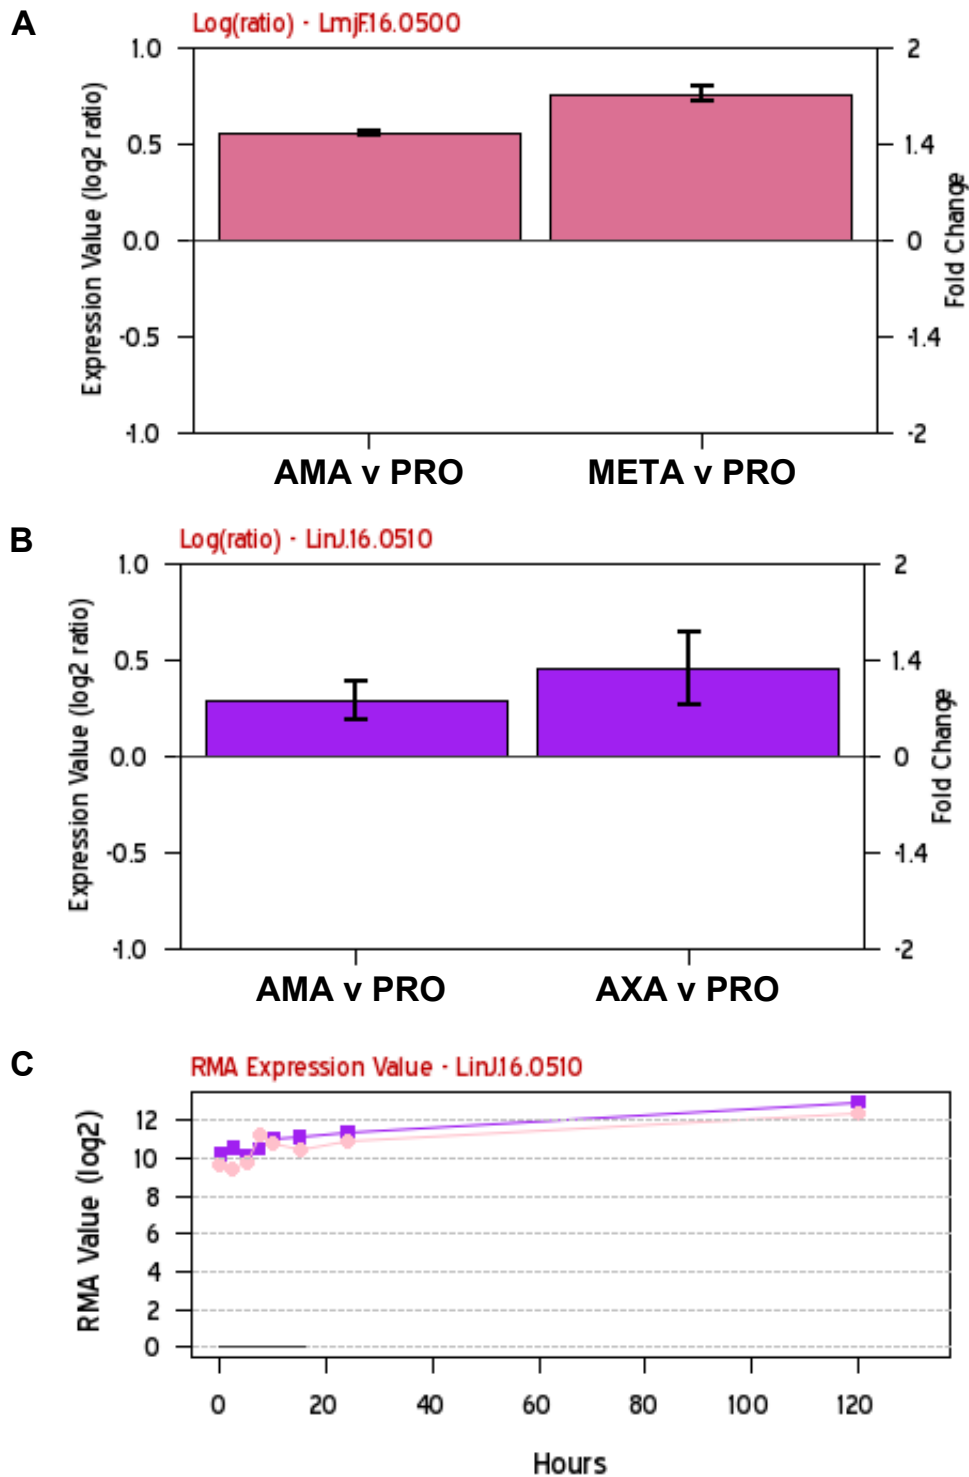 A
Log(ratio) - LmjF.16.0500
Expression Value (log2 ratio)
1.0
0.5
0.0
-0.5
-1.0
2
1.4
0
-1.4
-2
Fold Change
AMA v PRO
META v PRO
B
Log(ratio) - LinJ.16.0510
Expression Value (log2 ratio)
1.0
0.5
0.0
-0.5
-1.0
2
1.4
0
-1.4
-2
Fold Change
AMA v PRO
AXA v PRO
C
RMA Expression Value - LinJ.16.0510
RMA Value (log2)
12
10
8
6
4
2
0
0 20 40 60 80 100 120
Hours